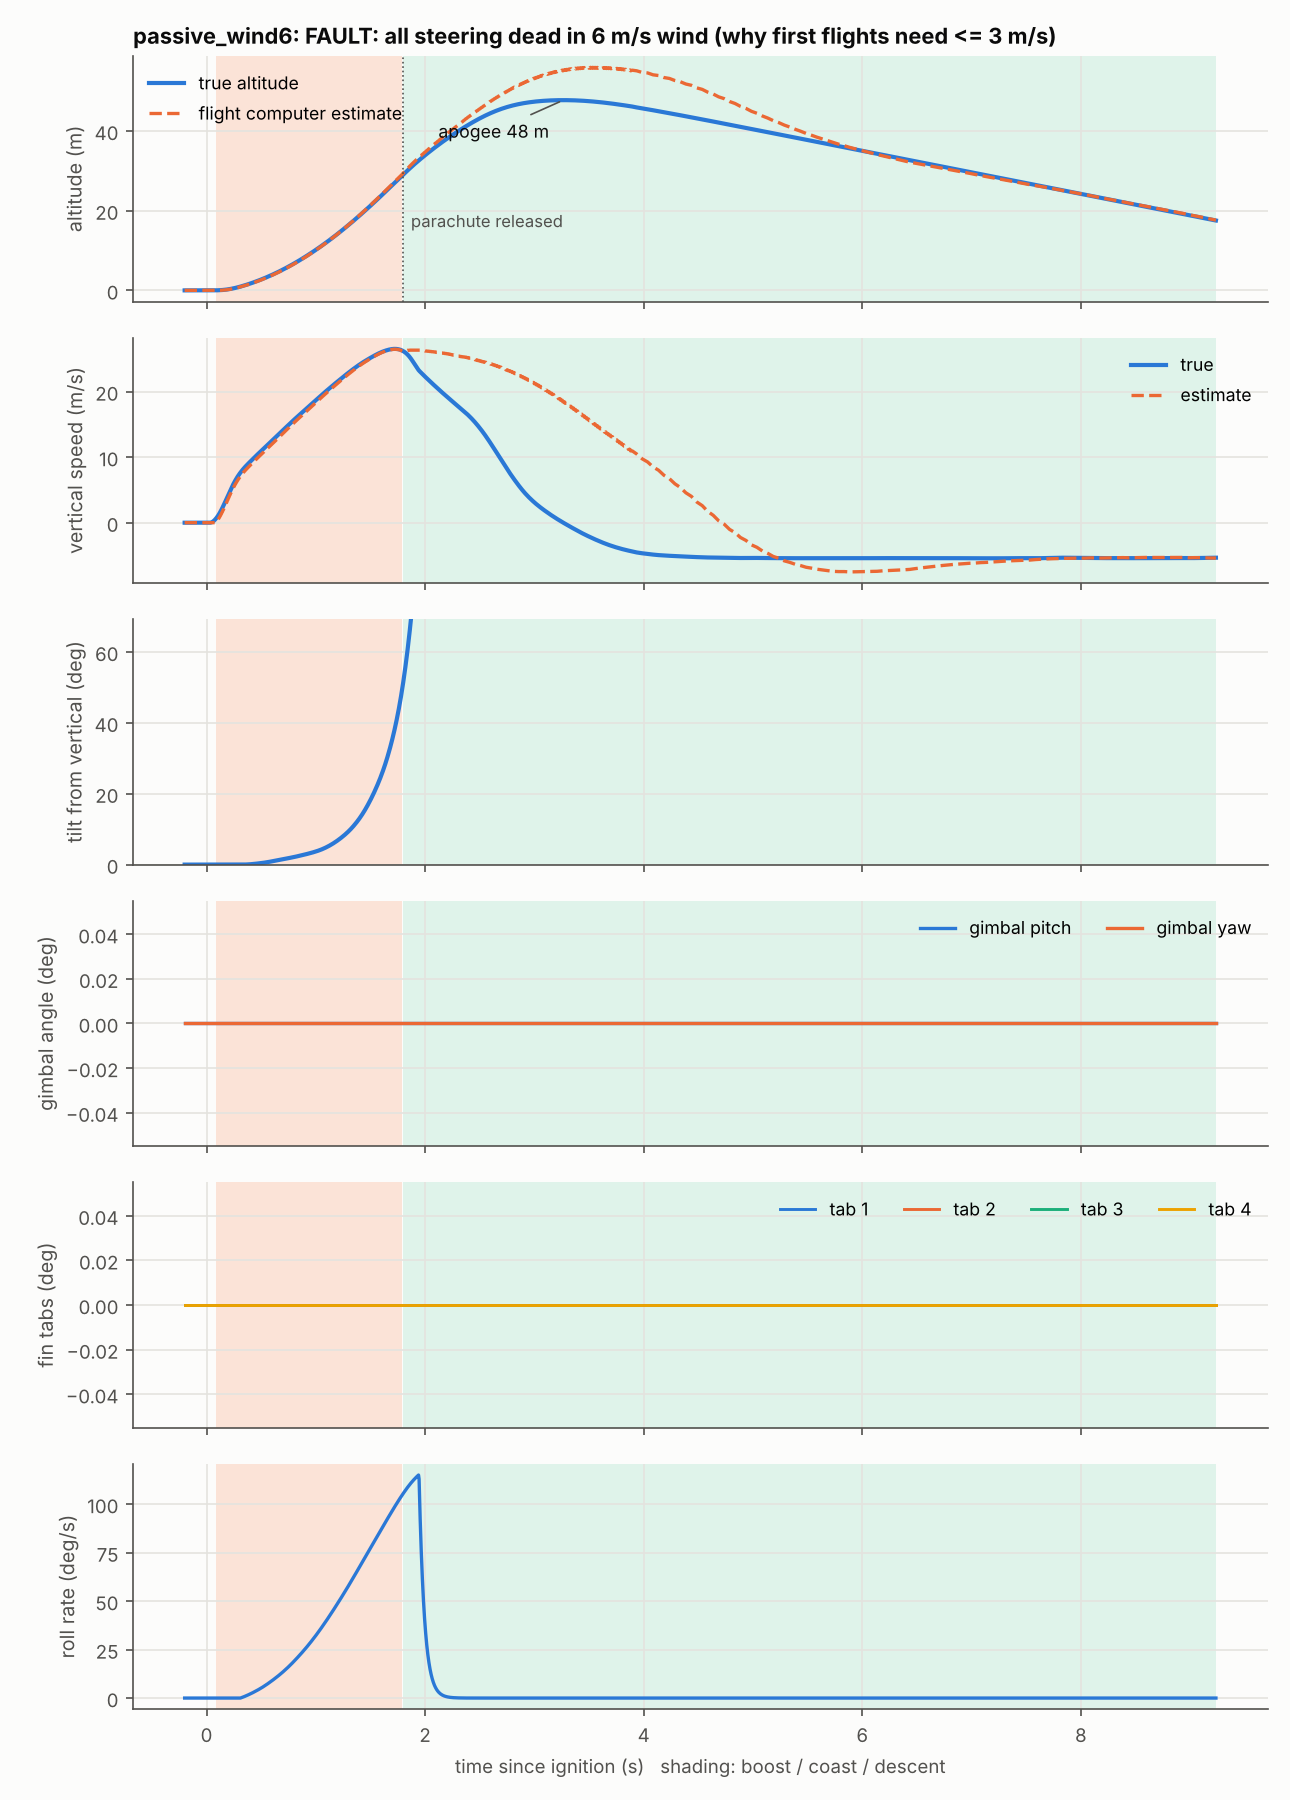 passive_wind6: FAULT: all steering dead in 6 m/s wind (why first flights need <= 3 m/s)
true altitude
flight computer estimate
apogee 48 m
parachute released
altitude (m)
40
20
0
true
estimate
vertical speed (m/s)
20
10
0
tilt from vertical (deg)
60
40
20
0
gimbal pitch
gimbal yaw
gimbal angle (deg)
0.04
0.02
0.00
−0.02
−0.04
tab 1
tab 2
tab 3
tab 4
fin tabs (deg)
0.04
0.02
0.00
−0.02
−0.04
roll rate (deg/s)
100
75
50
25
0
0 2 4 6 8
time since ignition (s) shading: boost / coast / descent